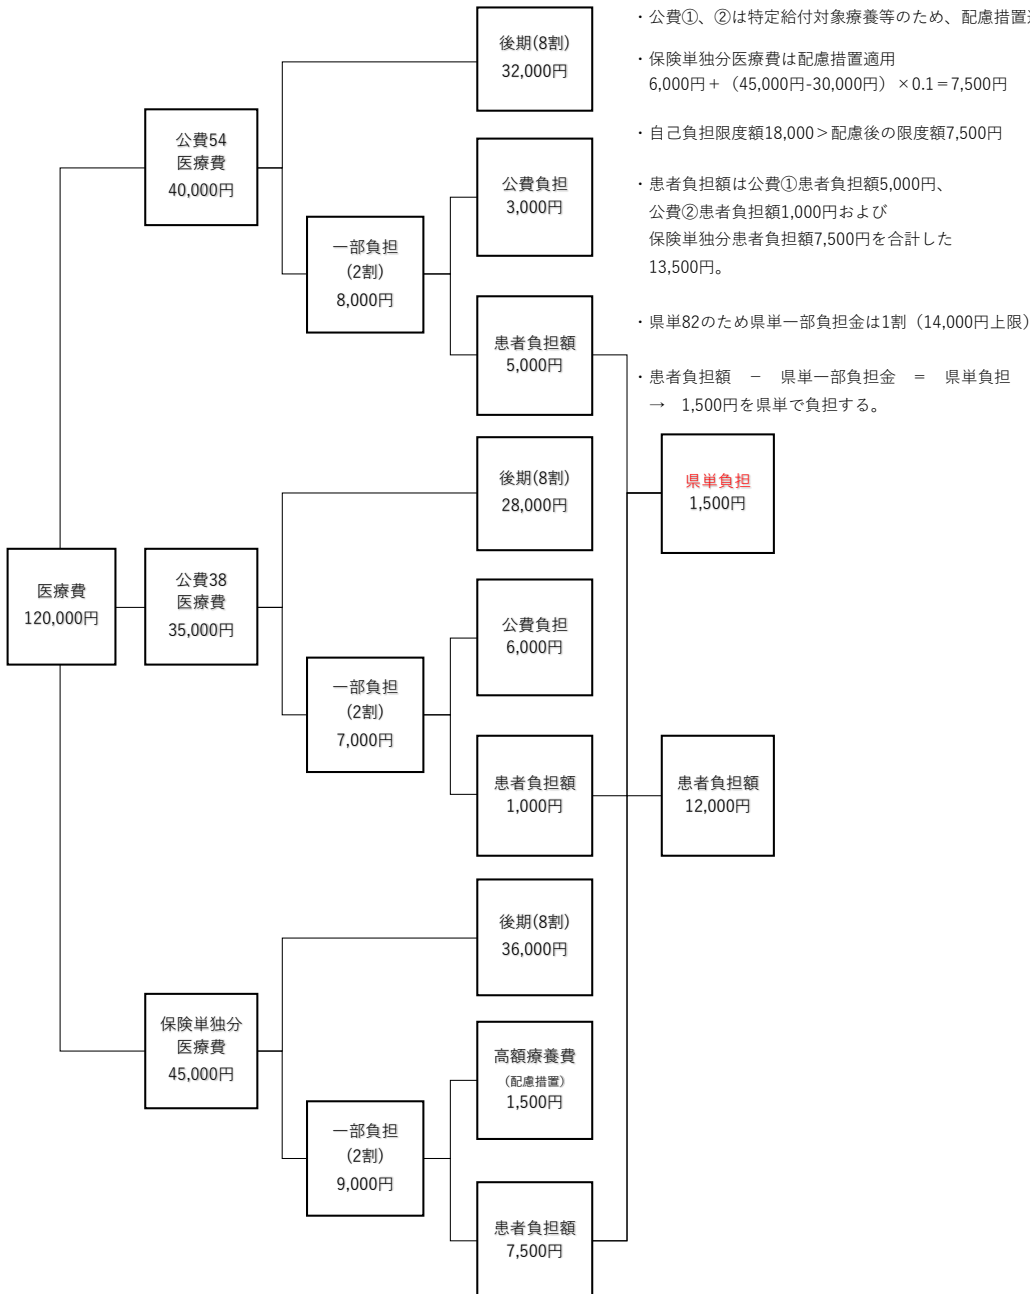 ・公費①、②は特定給付対象療養等のため、配慮措置
・保険単独分医療費は配慮措置適用
6,000円+（45,000円-30,000円）×0.1＝7,500円
・自己負担限度額18,000＞配慮後の限度額7,500円
・患者負担額は公費①患者負担額5,000円、
公費②患者負担額1,000円および
保険単独分患者負担額7,500円を合計した
13,500円。
・県単82のため県単一部負担金は1割（14,000円上限）
・患者負担額　－　県単一部負担金　＝　県単負担
→　1,500円を県単で負担する。
医療費
120,000円
公費54
医療費
40,000円
後期(8割)
32,000円
一部負担
(2割)
8,000円
公費負担
3,000円
患者負担額
5,000円
公費38
医療費
35,000円
後期(8割)
28,000円
一部負担
(2割)
7,000円
公費負担
6,000円
患者負担額
1,000円
保険単独分
医療費
45,000円
後期(8割)
36,000円
一部負担
(2割)
9,000円
高額療養費
（配慮措置）
1,500円
患者負担額
7,500円
県単負担
1,500円
患者負担額
12,000円